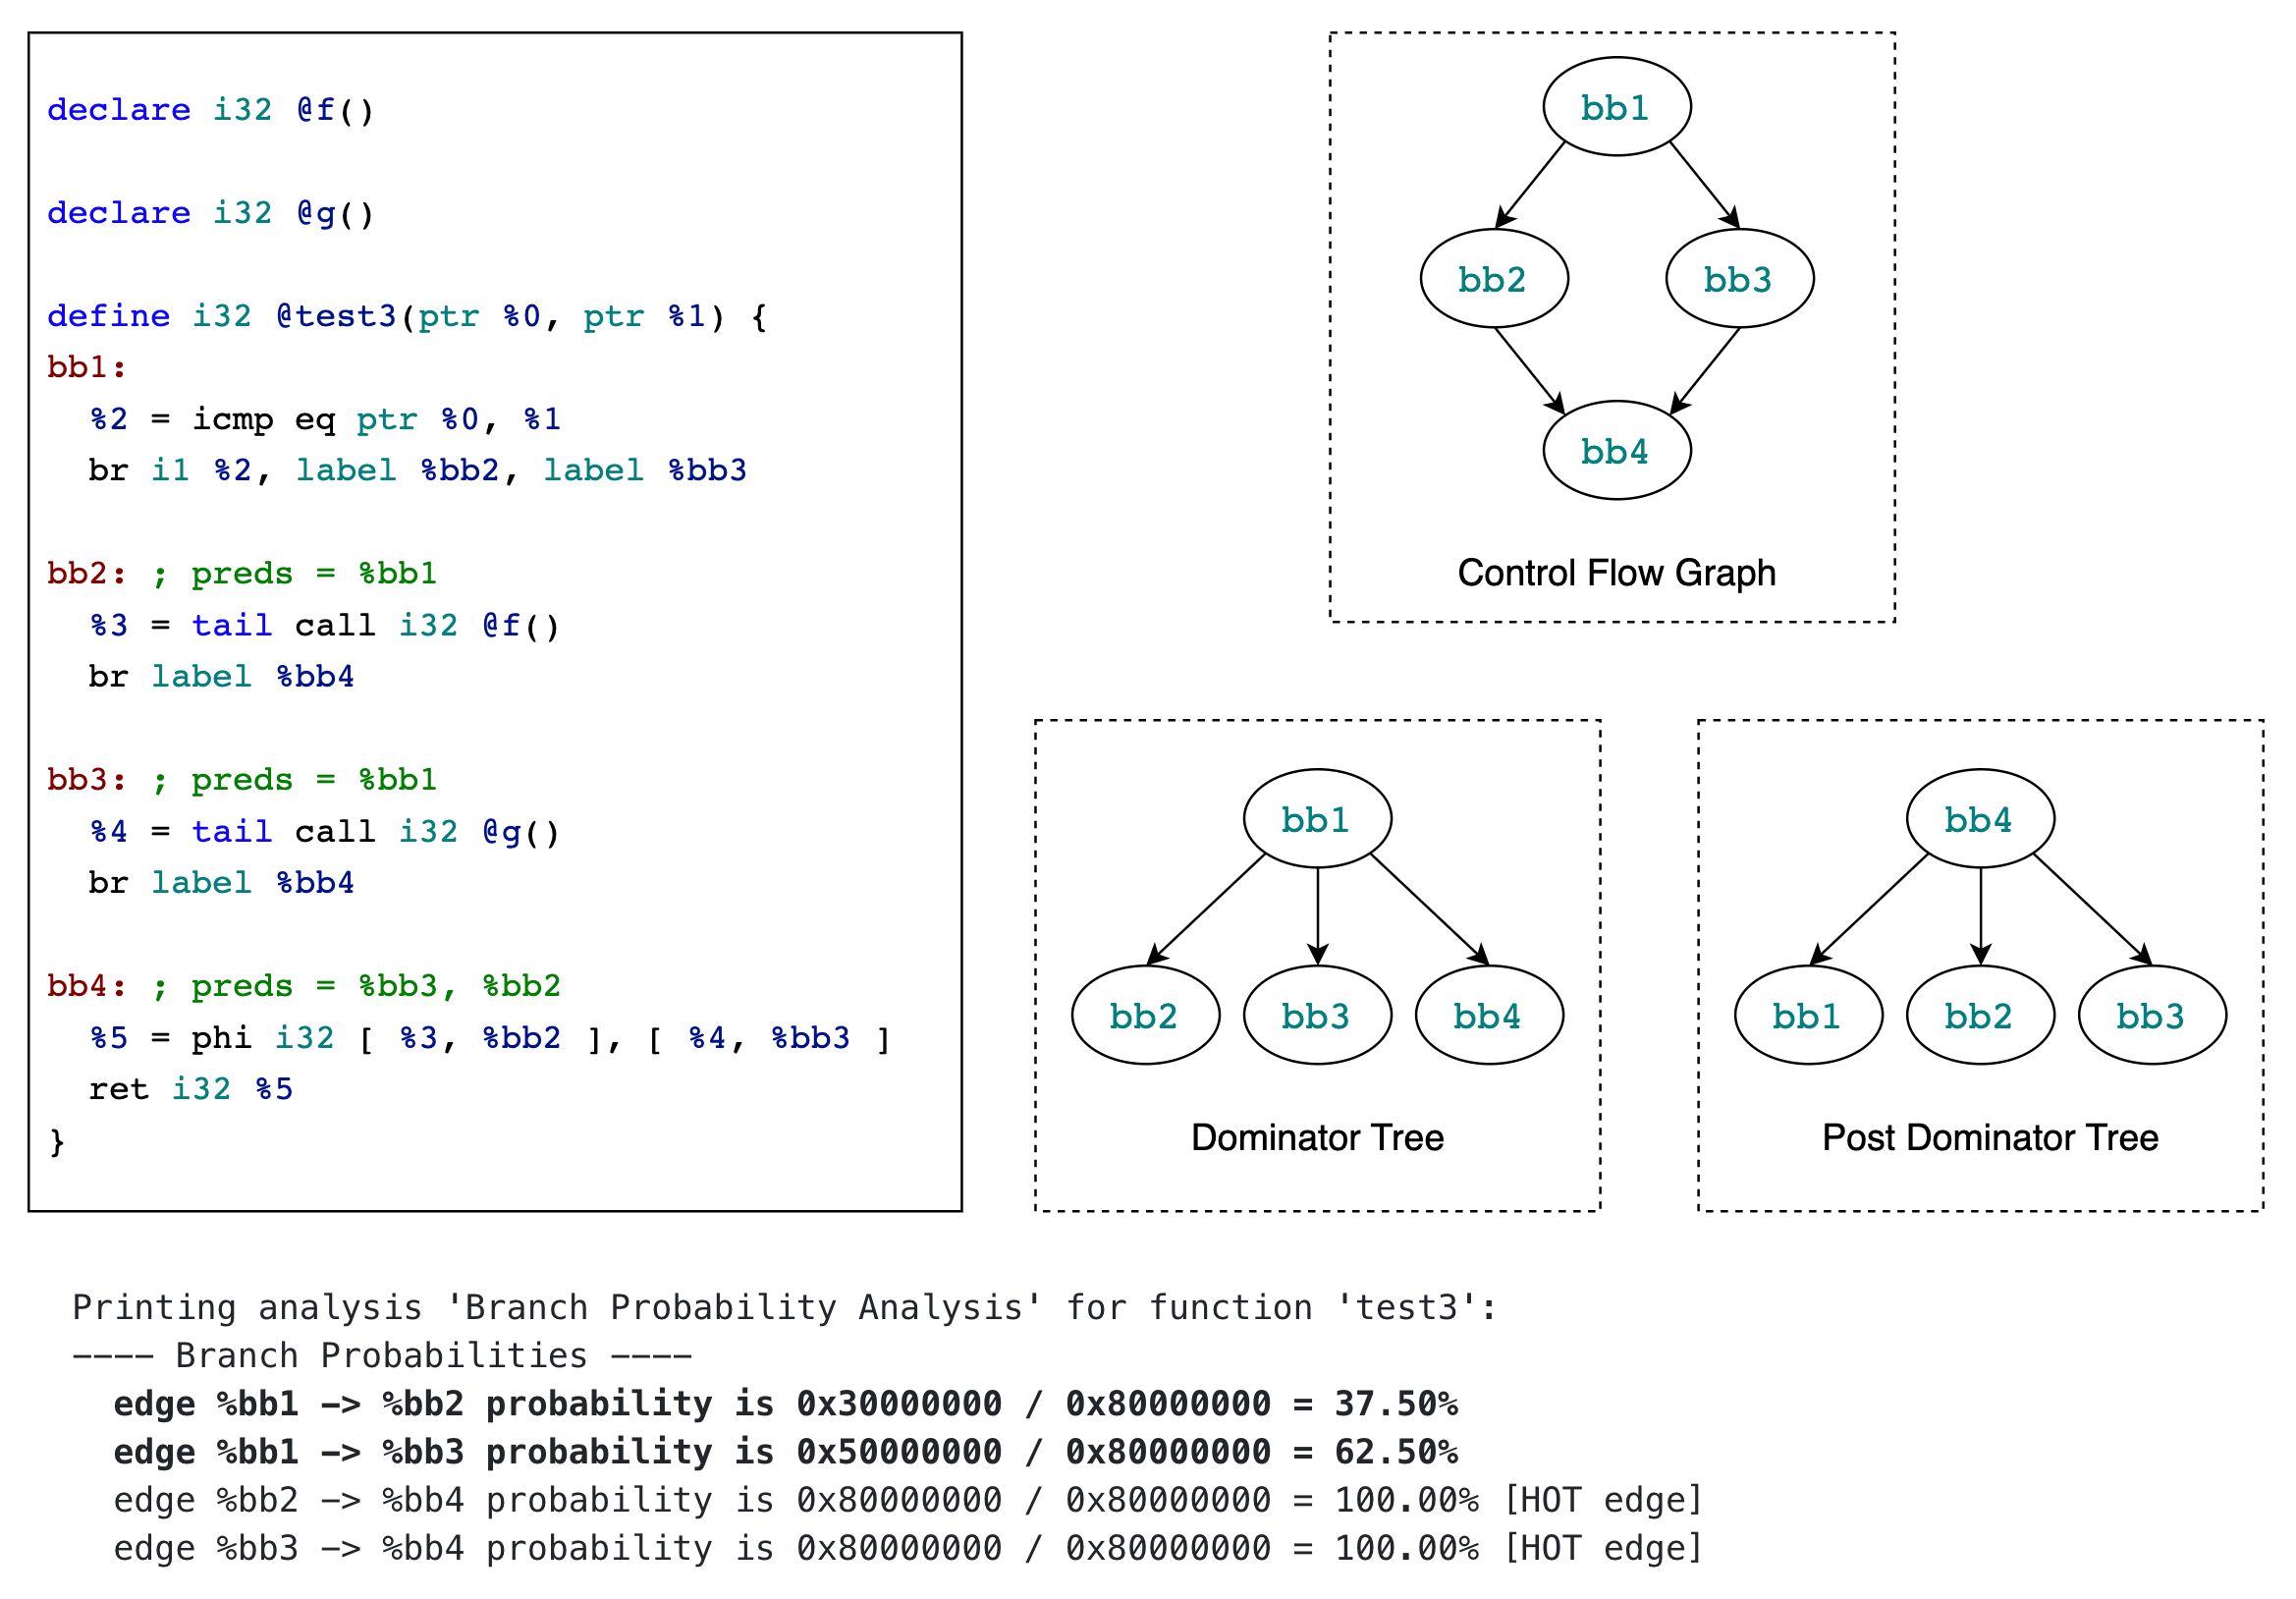 declare i32 @f()
declare i32 @g()
define i32 @test3(ptr %0, ptr %1) {
bb1:
  %2 = icmp eq ptr %0, %1
  br i1 %2, label %bb2, label %bb3
bb2: ; preds = %bb1
  %3 = tail call i32 @f()
  br label %bb4
bb3: ; preds = %bb1
  %4 = tail call i32 @g()
  br label %bb4
bb4: ; preds = %bb3, %bb2
  %5 = phi i32 [ %3, %bb2 ], [ %4, %bb3 ]
  ret i32 %5
}
bb1
bb2 bb3
bb4
Control Flow Graph
bb1
bb2 bb3 bb4
Dominator Tree
bb4
bb1 bb2 bb3
Post Dominator Tree
Printing analysis 'Branch Probability Analysis' for function 'test3':
---- Branch Probabilities ----
  edge %bb1 -> %bb2 probability is 0x30000000 / 0x80000000 = 37.50%
  edge %bb1 -> %bb3 probability is 0x50000000 / 0x80000000 = 62.50%
  edge %bb2 -> %bb4 probability is 0x80000000 / 0x80000000 = 100.00% [HOT edge]
  edge %bb3 -> %bb4 probability is 0x80000000 / 0x80000000 = 100.00% [HOT edge]